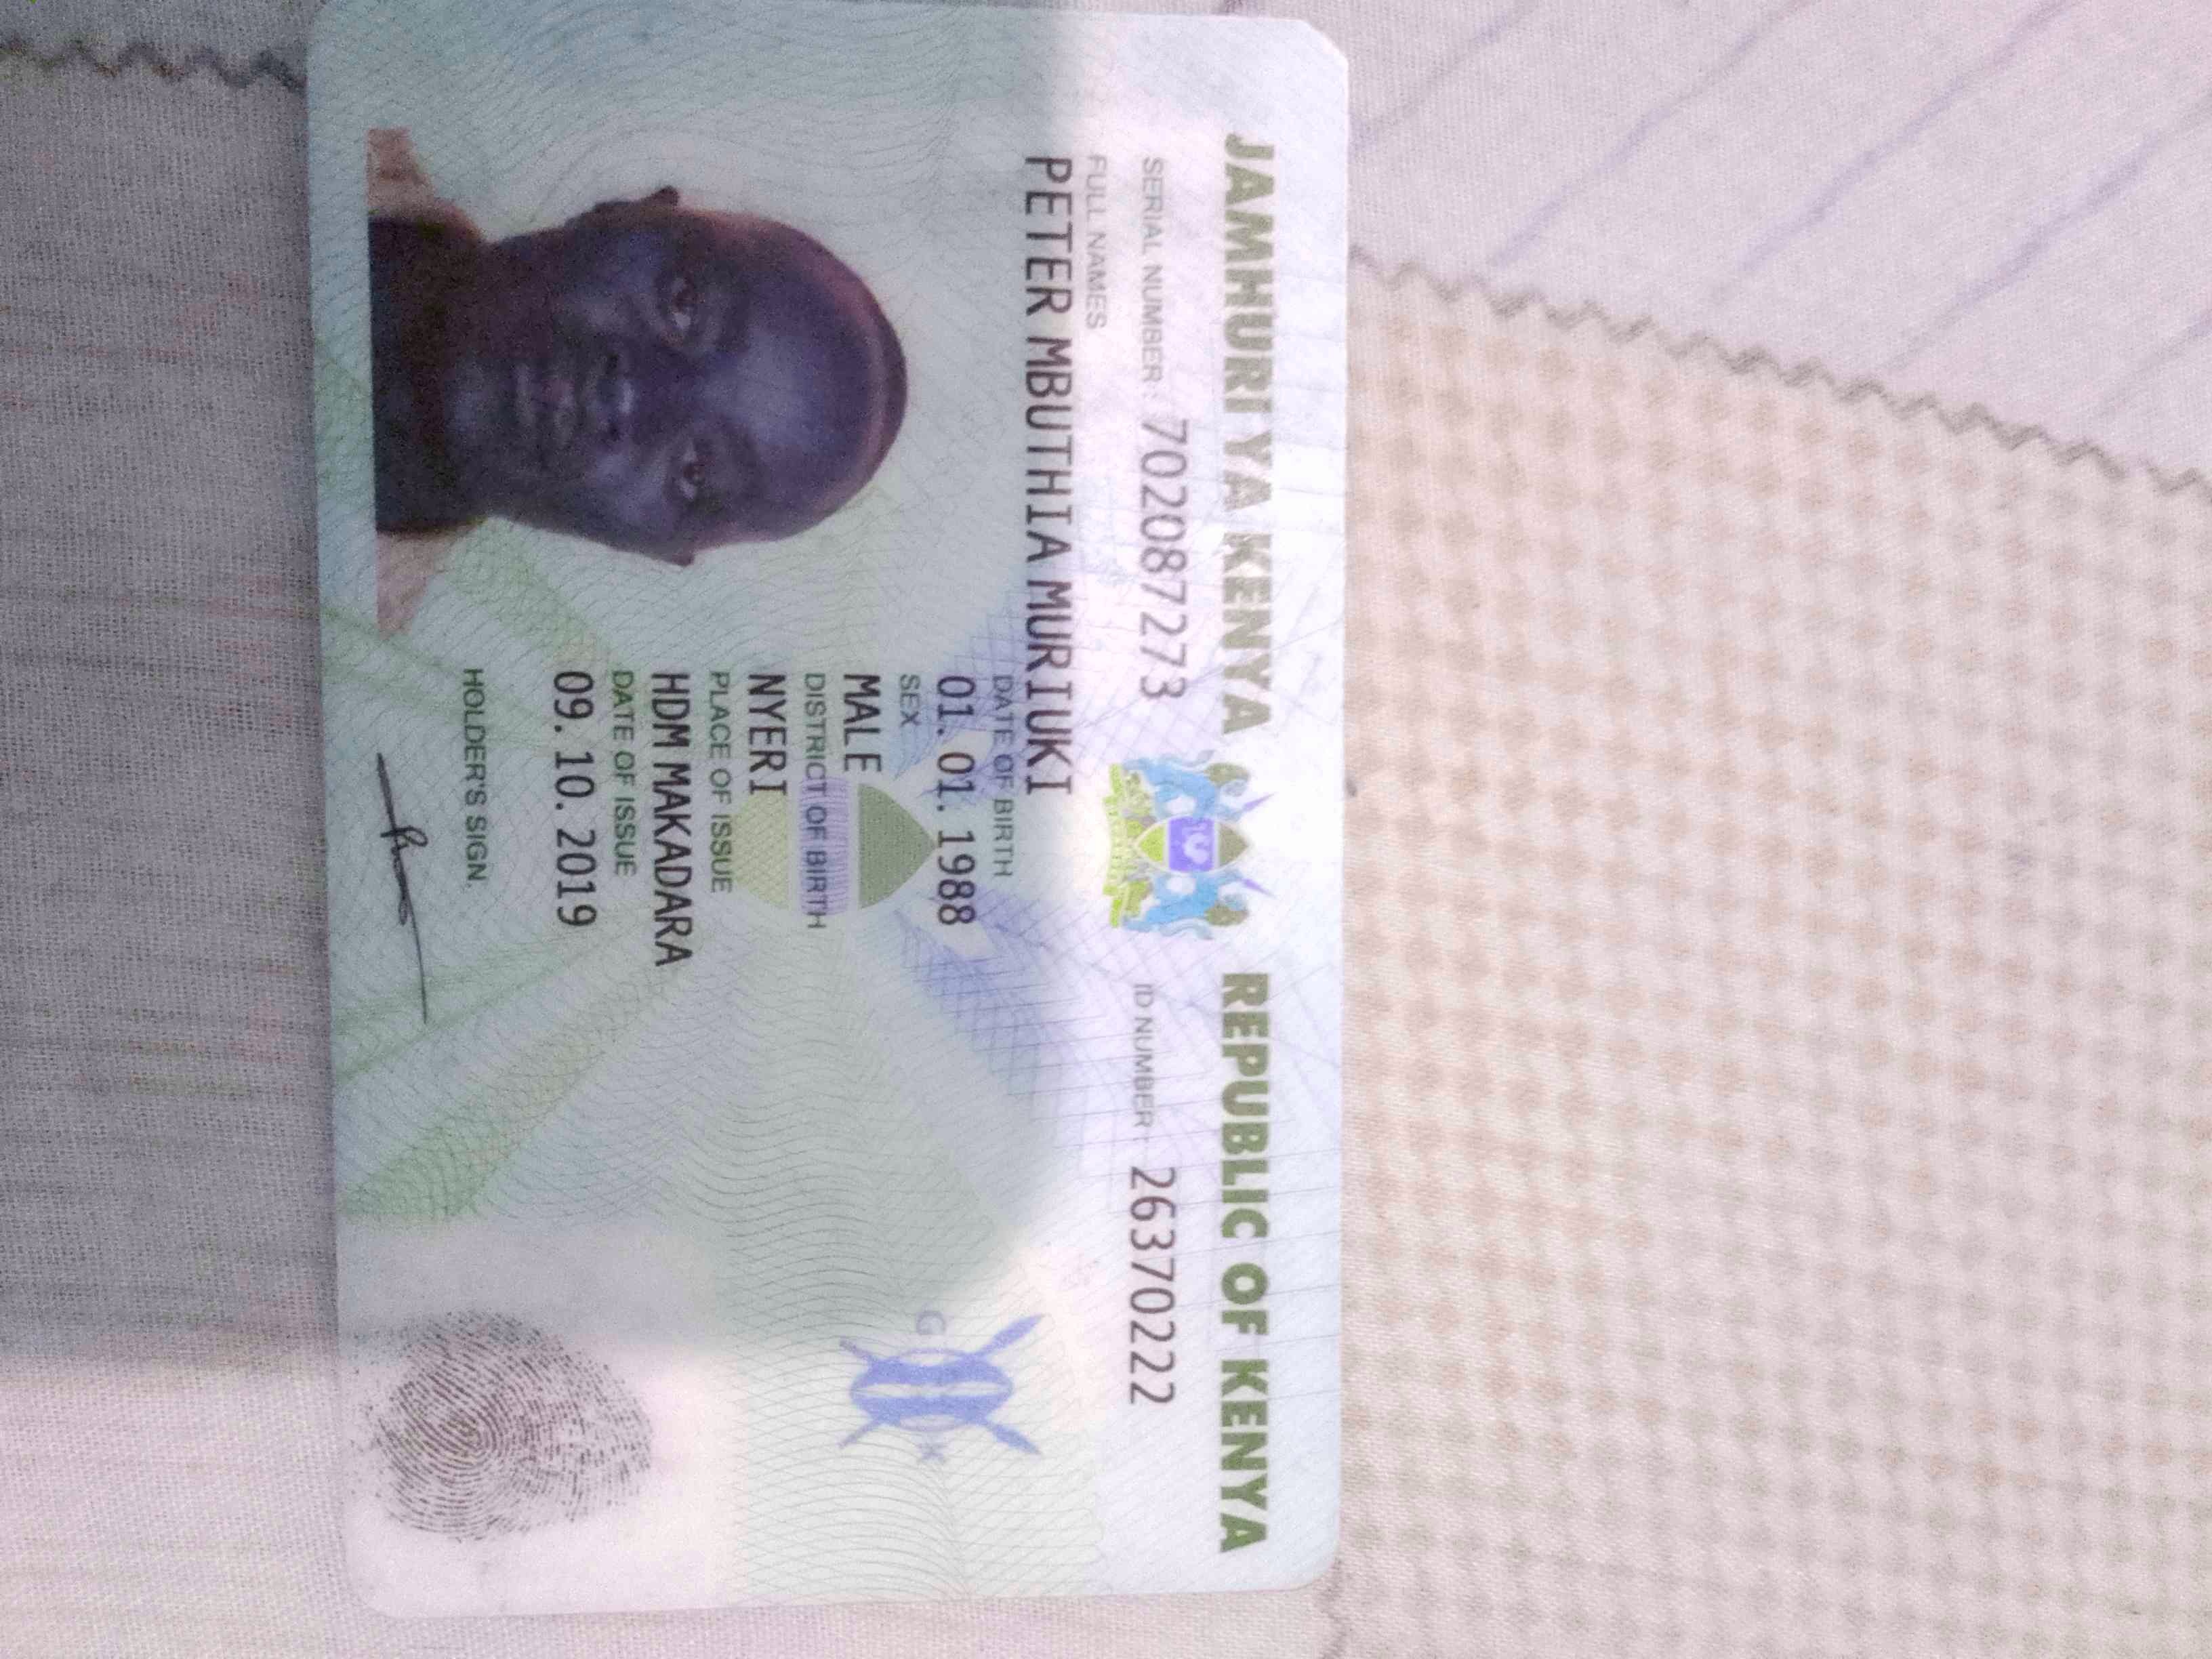 JAMHURI YA KENYA REPUBLIC OF KENYA
SERIAL NUMBER: 702087273 ID NUMBER: 26370222
FULL NAMES
PETER MBUTHIA MURIUKI
DATE OF BIRTH
01. 01. 1988
SEX
MALE
DISTRICT OF BIRTH
NYERI
PLACE OF ISSUE
HDM MAKADARA
DATE OF ISSUE
09. 10. 2019
HOLDER'S SIGN.